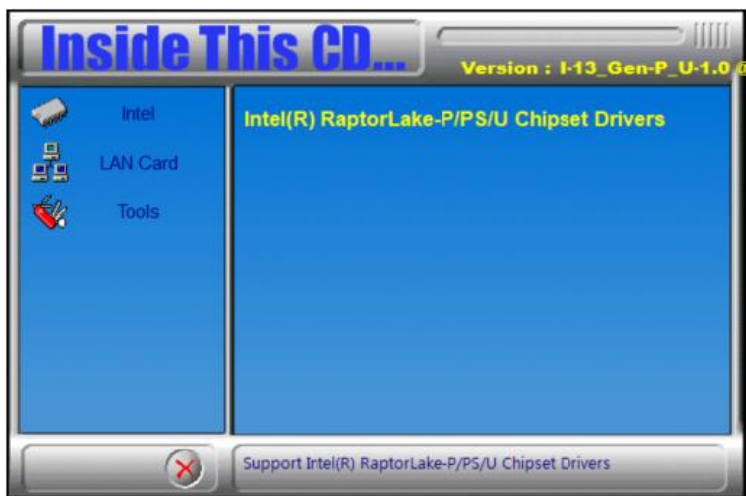 Inside This CD...
Version : I-13_Gen-P_U-1.0 @
Intel
LAN Card
Tools
Intel(R) RaptorLake-P/PS/U Chipset Drivers
Support Intel(R) RaptorLake-P/PS/U Chipset Drivers